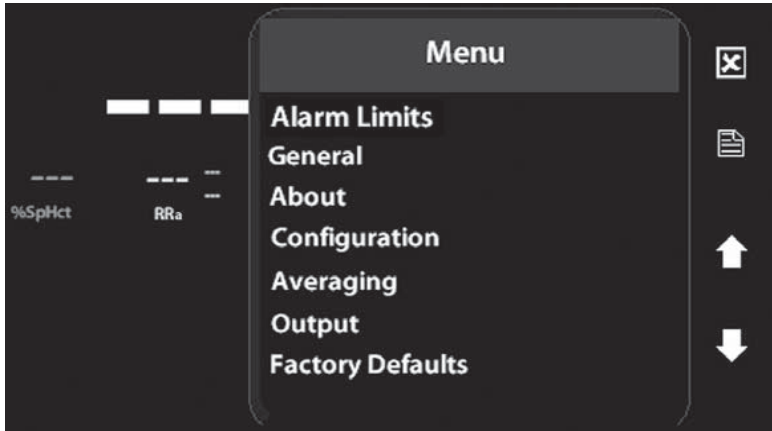 Menu
Alarm Limits
General
About
Configuration
Averaging
Output
Factory Defaults
--- --- 
%SpHct RRa